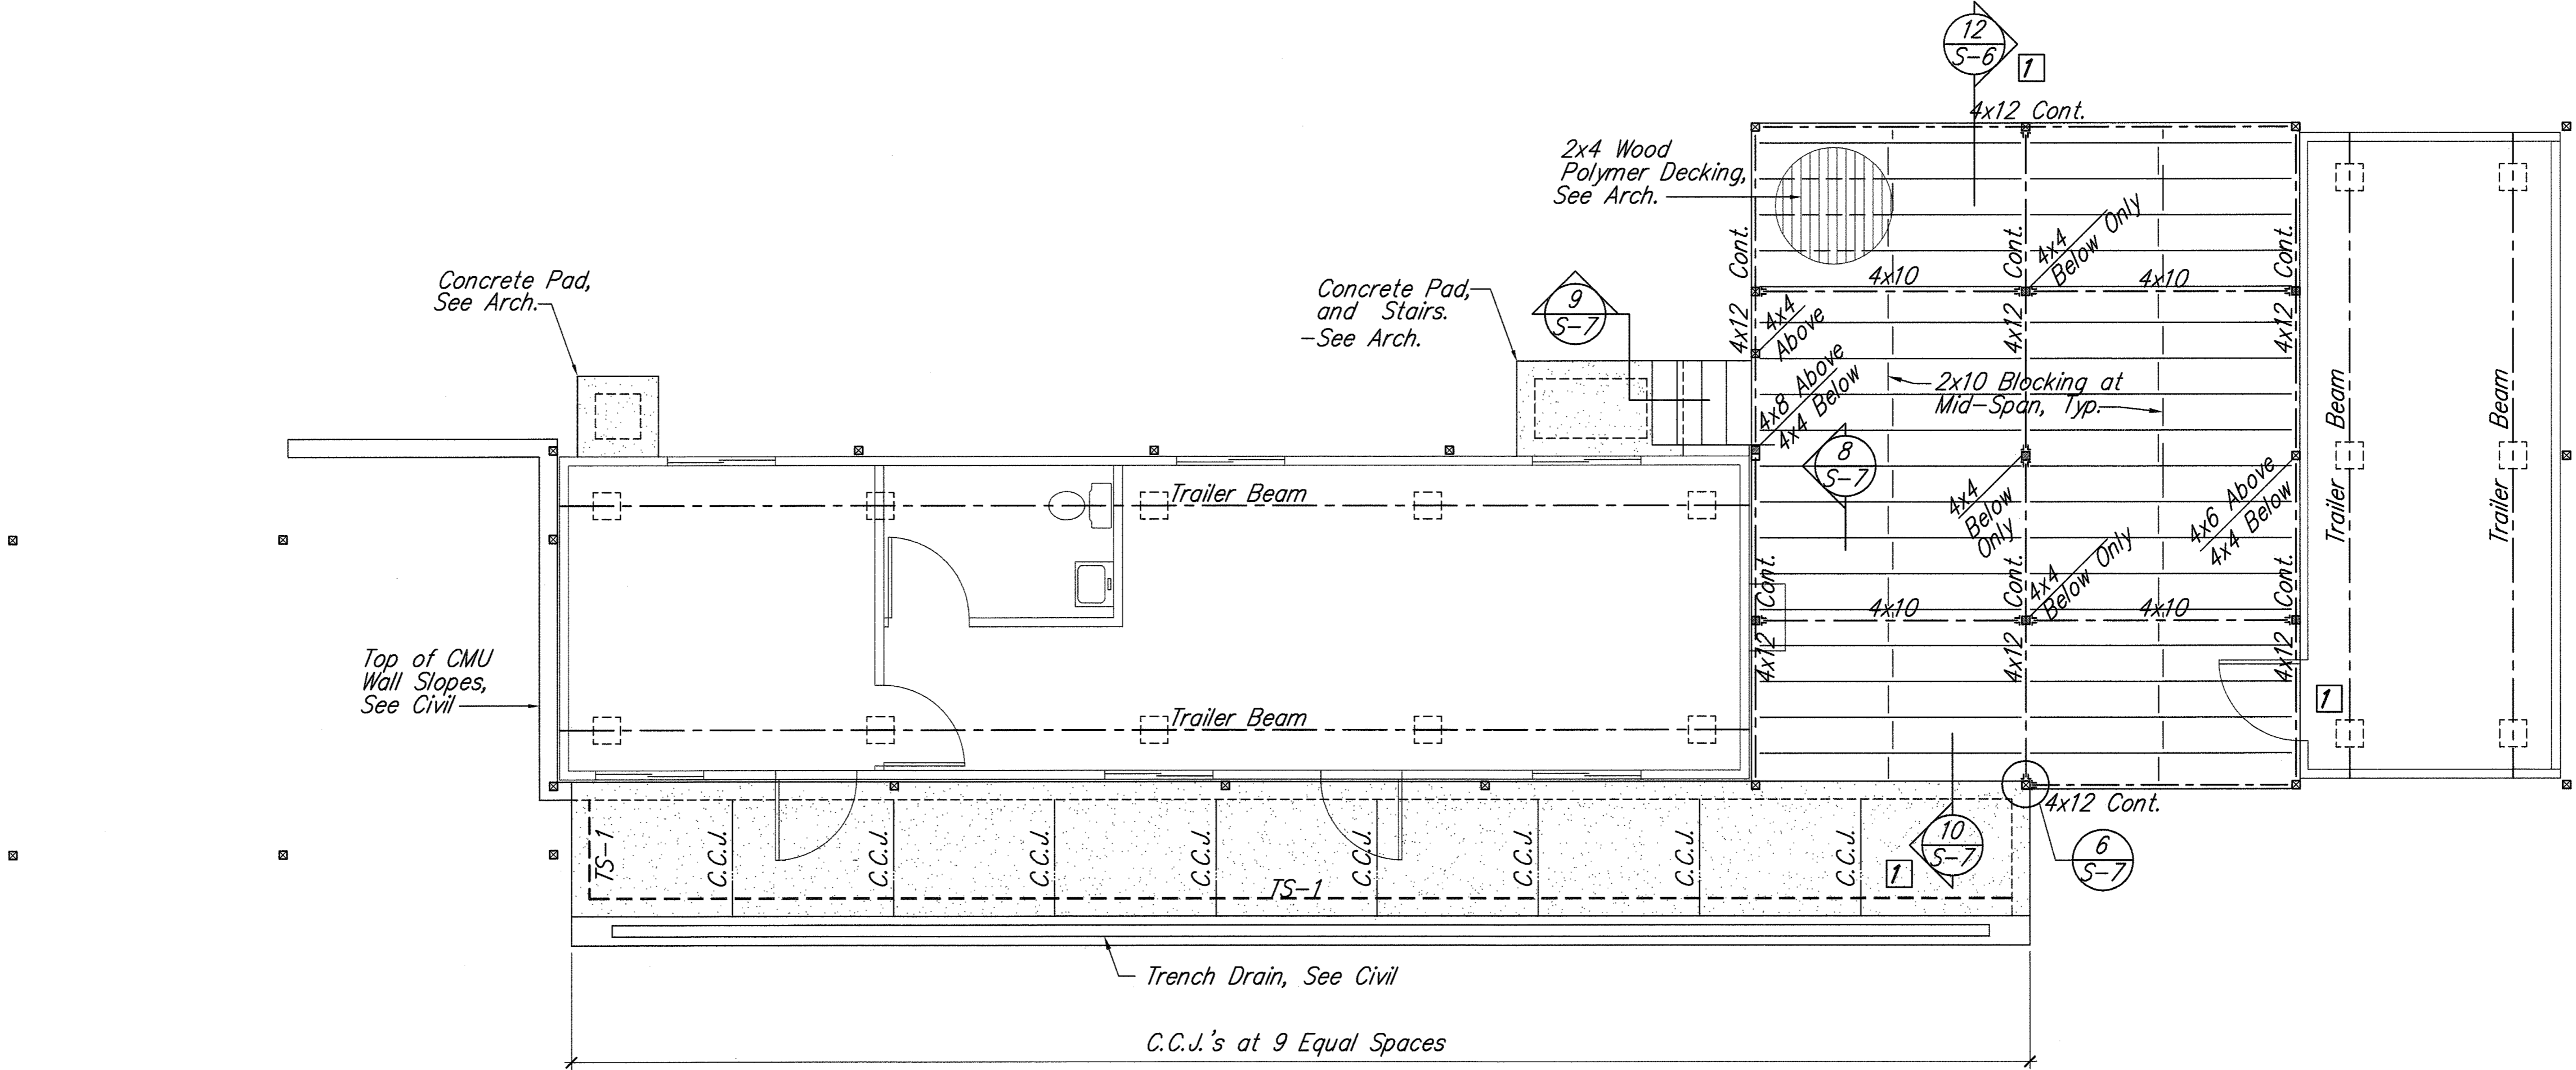 12
S-6
1
4x12 Cont.
2x4 Wood
Polymer Decking,
See Arch.
4x4
Below Only
Cont.
Cont.
Cont.
4x10
4x10
Concrete Pad,
See Arch.
Concrete Pad,
and Stairs.
-See Arch.
9
S-7
4x12
4x4
Above
4x12
4x12
4x8 Above
4x4 Below
2x10 Blocking at
Mid-Span, Typ.
Trailer Beam
Trailer Beam
8
S-7
Trailer Beam
4x4
Below
Only
4x6 Above
4x4 Below
Cont.
Cont.
Cont.
4x4
Below Only
4x10
4x10
4x12
4x12
4x12
Top of CMU
Wall Slopes,
See Civil
Trailer Beam
1
4x12 Cont.
TS-1
C.C.J.
C.C.J.
C.C.J.
C.C.J.
C.C.J.
C.C.J.
C.C.J.
C.C.J.
TS-1
1
10
S-7
6
S-7
Trench Drain, See Civil
C.C.J.'s at 9 Equal Spaces